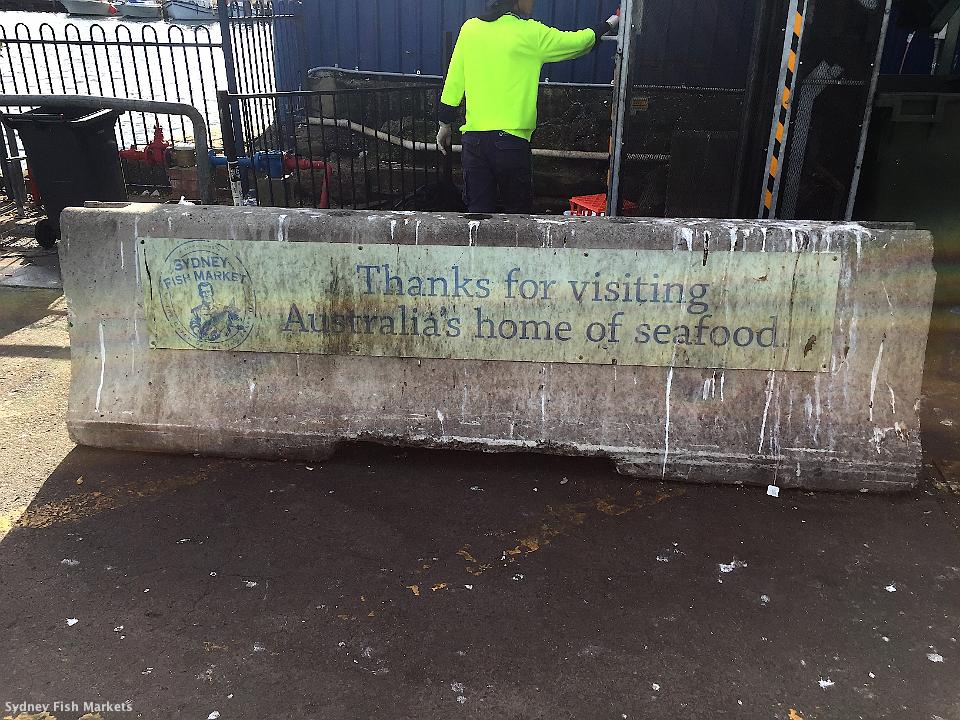 SYDNEY
FISH MARKET
Thanks for visiting
Australia's home of seafood.
Sydney Fish Markets